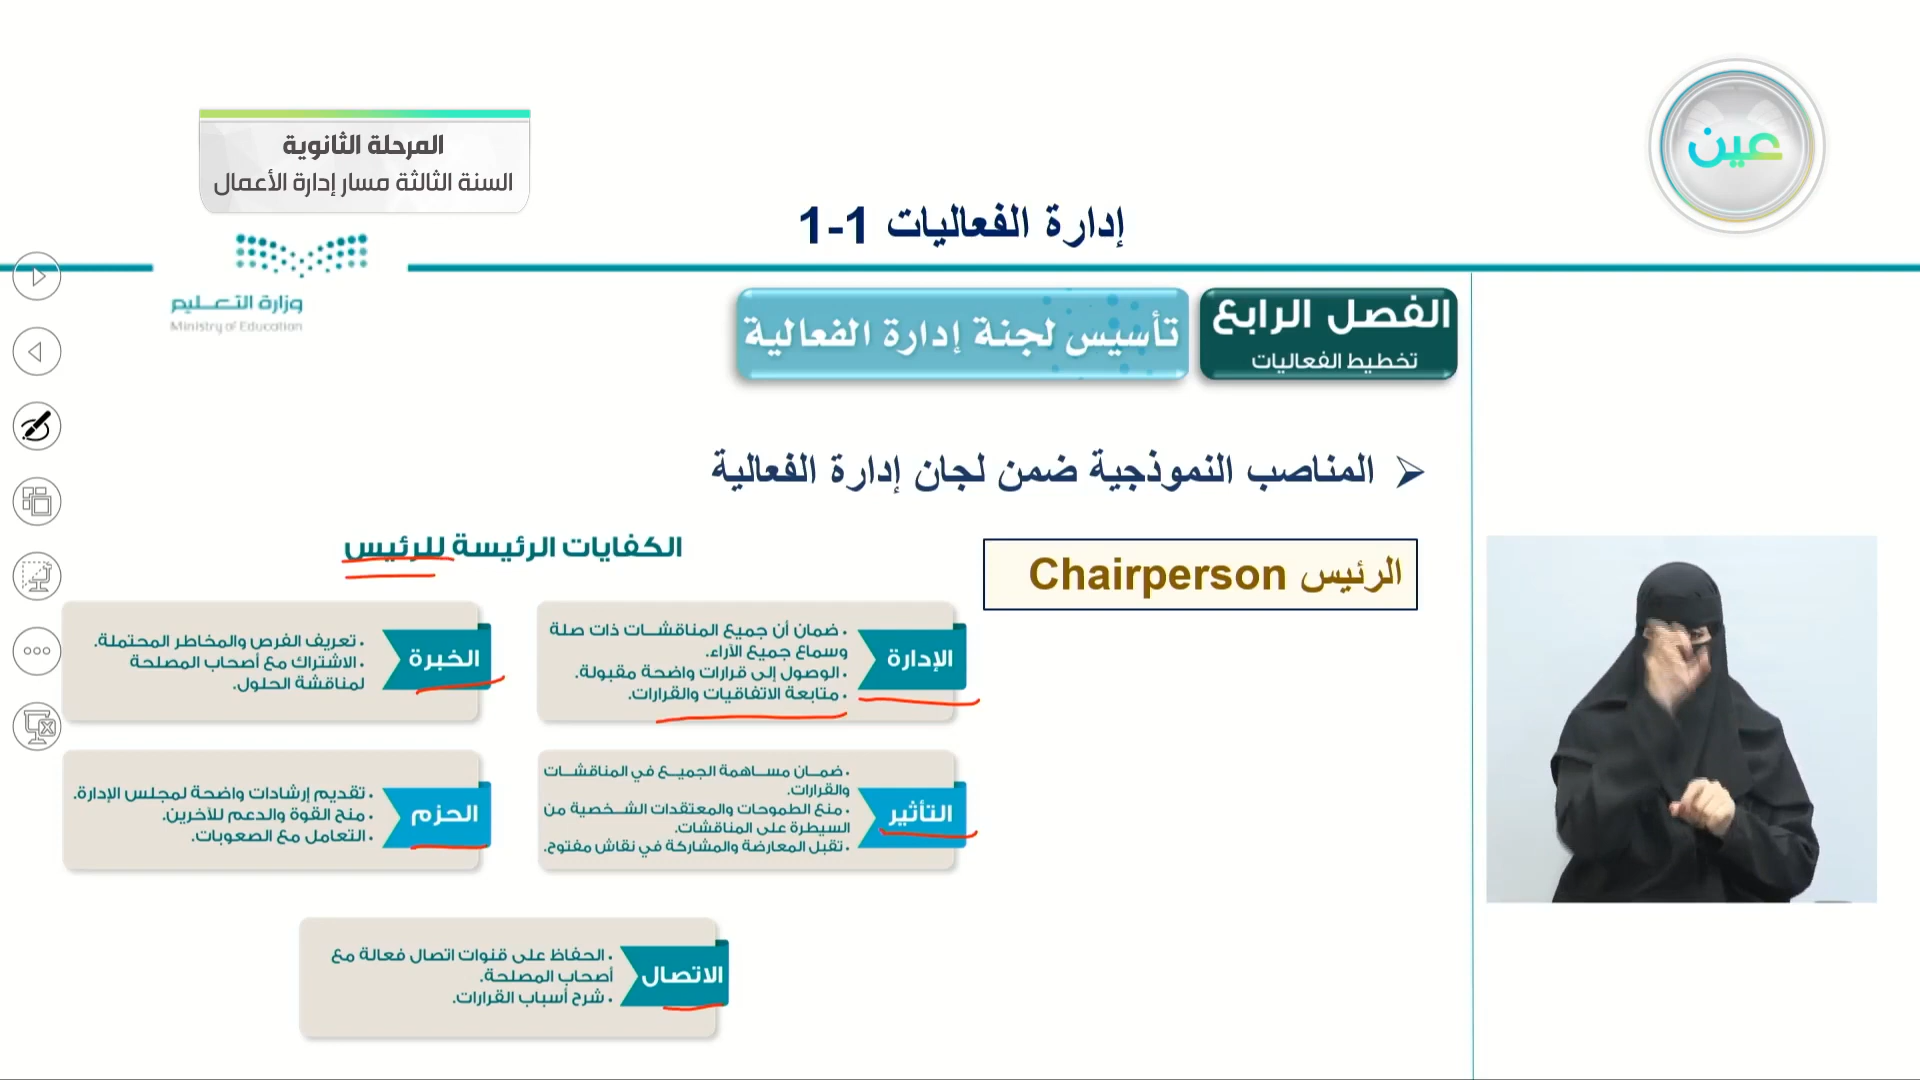 عين
المرحلة الثانوية
السنة الثالثة مسار إدارة الأعمال
إدارة الفعاليات 1-1
وزارة التعليم
Ministry of Education
الفصل الرابع
تخطيط الفعاليات
تأسيس لجنة إدارة الفعالية
المناصب النموذجية ضمن لجان إدارة الفعالية
الرئيس Chairperson
الكفايات الرئيسة للرئيس
الإدارة
• ضمان أن جميع المناقشات ذات صلة
وسماع جميع الآراء.
• الوصول إلى قرارات واضحة مقبولة.
• متابعة الاتفاقيات والقرارات.
الخبرة
• تعريف الفرص والمخاطر المحتملة.
• الاشتراك مع أصحاب المصلحة
لمناقشة الحلول.
التأثير
• ضمان مساهمة الجميع في المناقشات
والقرارات.
• منع الطموحات والمعتقدات الشخصية من
السيطرة على المناقشات.
• تقبل المعارضة والمشاركة في نقاش مفتوح.
الحزم
• تقديم إرشادات واضحة لمجلس الإدارة.
• منح القوة والدعم للآخرين.
• التعامل مع الصعوبات.
الاتصال
• الحفاظ على قنوات اتصال فعالة مع
أصحاب المصلحة.
• شرح أسباب القرارات.